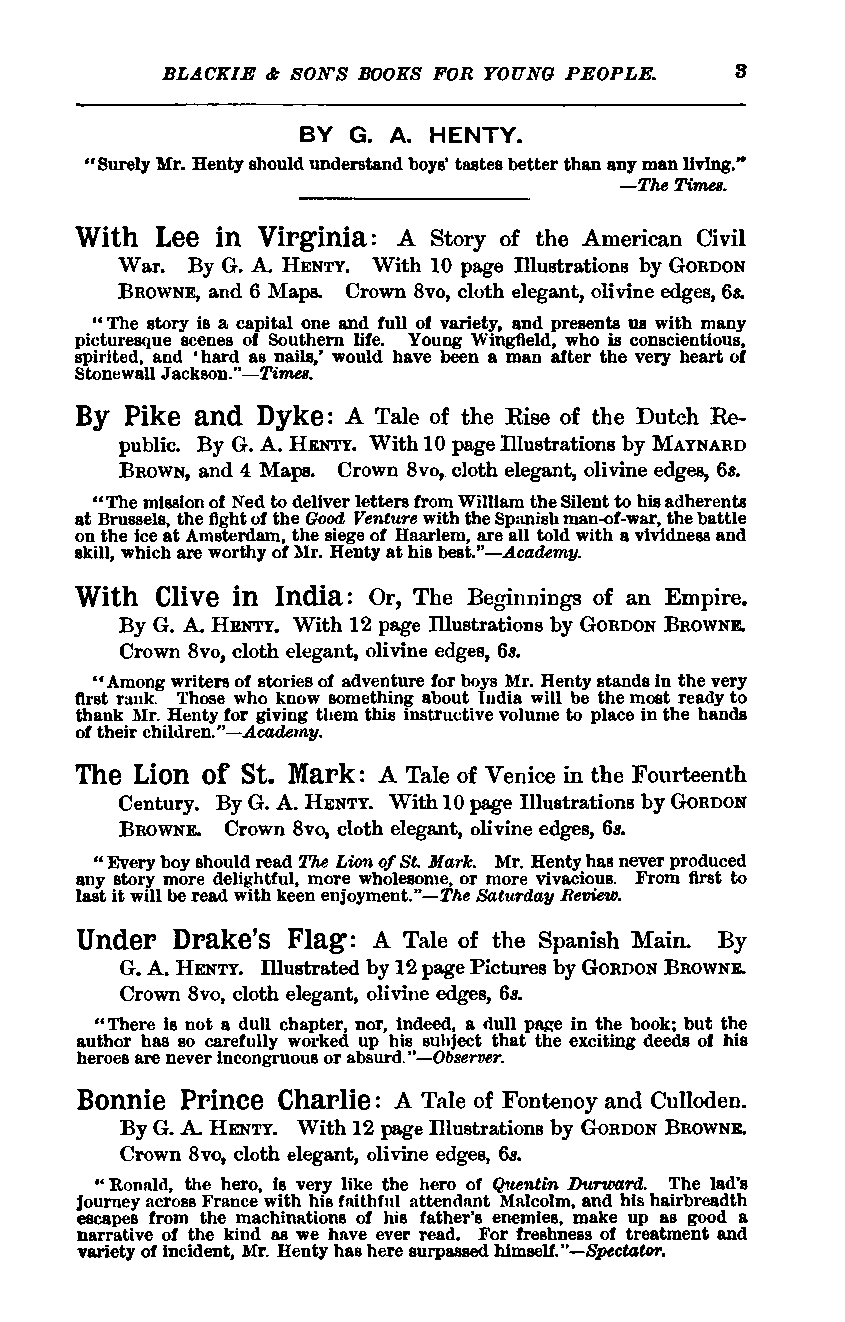 BLACKIE & SON'S BOOKS FOR YOUNG PEOPLE. 3
BY G. A. HENTY.
"Surely Mr. Henty should understand boys' tastes better than any man living."
—The Times.
With Lee in Virginia: A Story of the American Civil
War. By G. A. HENTY. With 10 page Illustrations by GORDON
BROWNE, and 6 Maps. Crown 8vo, cloth elegant, olivine edges, 6s.
"The story is a capital one and full of variety, and presents us with many
picturesque scenes of Southern life. Young Wingfield, who is conscientious,
spirited, and 'hard as nails,' would have been a man after the very heart of
Stonewall Jackson."—Times.
By Pike and Dyke: A Tale of the Rise of the Dutch Re-
public. By G. A. HENTY. With 10 page Illustrations by MAYNARD
BROWN, and 4 Maps. Crown 8vo, cloth elegant, olivine edges, 6s.
"The mission of Ned to deliver letters from William the Silent to his adherents
at Brussels, the fight of the Good Venture with the Spanish man-of-war, the battle
on the ice at Amsterdam, the siege of Haarlem, are all told with a vividness and
skill, which are worthy of Mr. Henty at his best."—Academy.
With Clive in India: Or, The Beginnings of an Empire.
By G. A. HENTY. With 12 page Illustrations by GORDON BROWNE.
Crown 8vo, cloth elegant, olivine edges, 6s.
"Among writers of stories of adventure for boys Mr. Henty stands in the very
first rank. Those who know something about India will be the most ready to
thank Mr. Henty for giving them this instructive volume to place in the hands
of their children."—Academy.
The Lion of St. Mark: A Tale of Venice in the Fourteenth
Century. By G. A. HENTY. With 10 page Illustrations by GORDON
BROWNE. Crown 8vo, cloth elegant, olivine edges, 6s.
"Every boy should read The Lion of St. Mark. Mr. Henty has never produced
any story more delightful, more wholesome, or more vivacious. From first to
last it will be read with keen enjoyment."—The Saturday Review.
Under Drake's Flag: A Tale of the Spanish Main. By
G. A. HENTY. Illustrated by 12 page Pictures by GORDON BROWNE.
Crown 8vo, cloth elegant, olivine edges, 6s.
"There is not a dull chapter, nor, indeed, a dull page in the book; but the
author has so carefully worked up his subject that the exciting deeds of his
heroes are never incongruous or absurd."—Observer.
Bonnie Prince Charlie: A Tale of Fontenoy and Culloden.
By G. A. HENTY. With 12 page Illustrations by GORDON BROWNE.
Crown 8vo, cloth elegant, olivine edges, 6s.
"Ronald, the hero, is very like the hero of Quentin Durward. The lad's
journey across France with his faithful attendant Malcolm, and his hairbreadth
escapes from the machinations of his father's enemies, make up as good a
narrative of the kind as we have ever read. For freshness of treatment and
variety of incident, Mr. Henty has here surpassed himself."—Spectator.